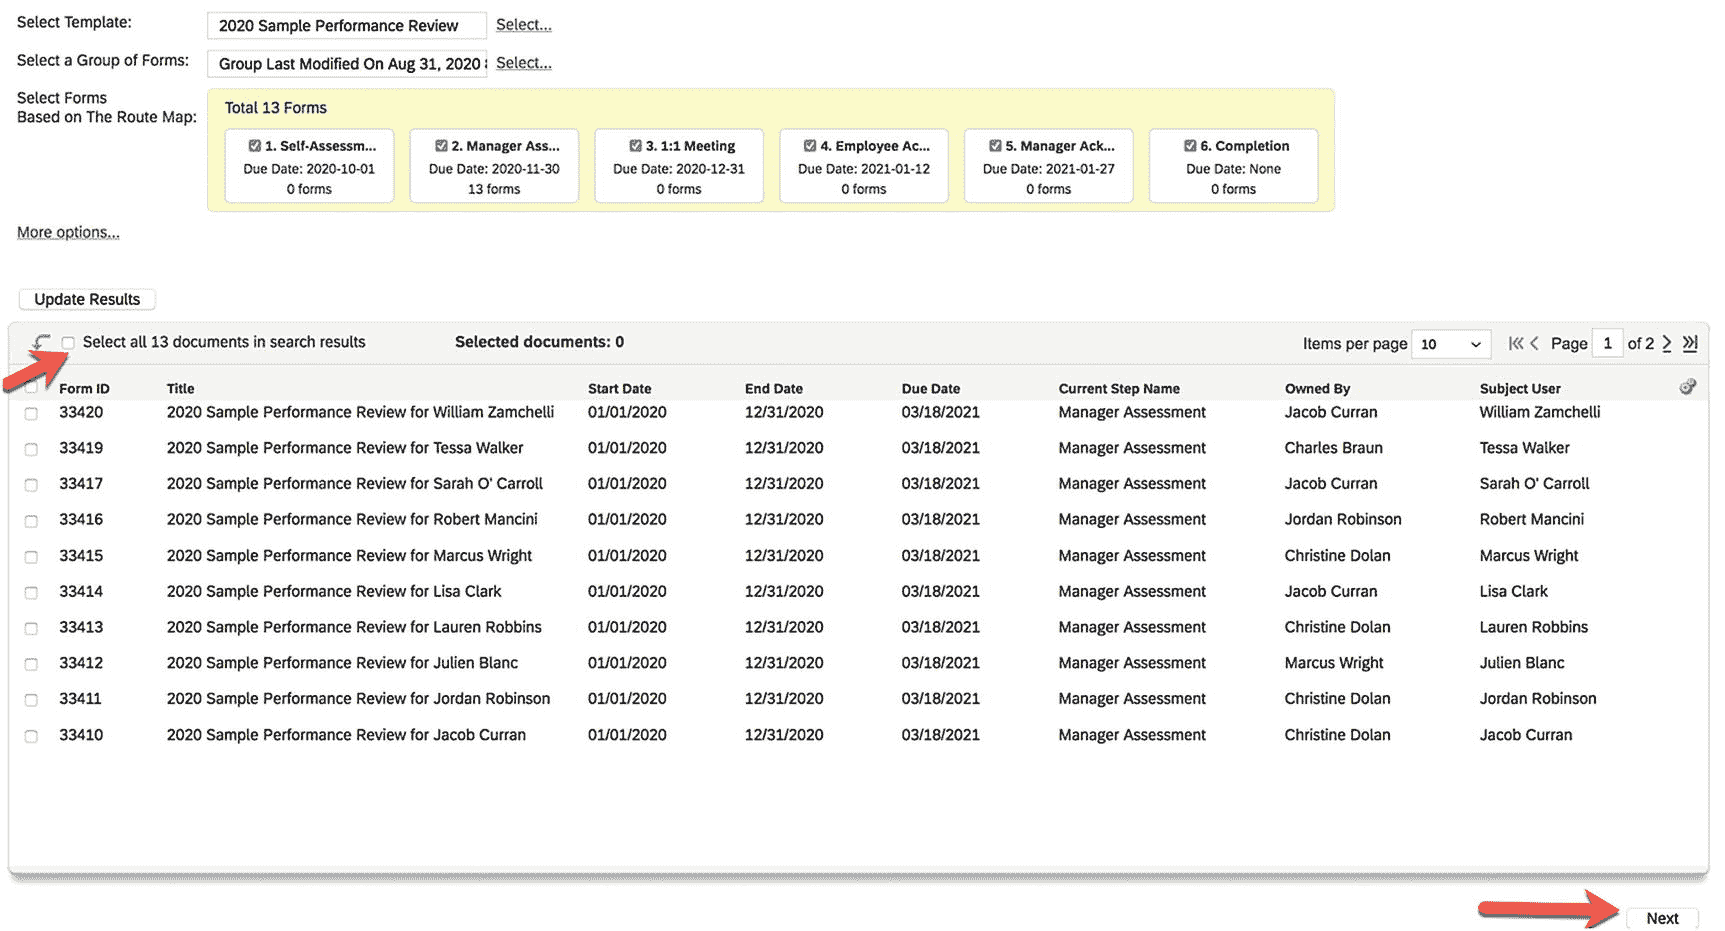 Select Template: 2020 Sample Performance Review Select...
Select a Group of Forms: Group Last Modified On Aug 31, 2020 Select...
Select Forms
Based on The Route Map:
Total 13 Forms
1. Self-Assessm... 2. Manager Ass... 3. 1:1 Meeting 4. Employee Ac... 5. Manager Ack... 6. Completion
Due Date: 2020-10-01 Due Date: 2020-11-30 Due Date: 2020-12-31 Due Date: 2021-01-12 Due Date: 2021-01-27 Due Date: None
0 forms 13 forms 0 forms 0 forms 0 forms 0 forms
More options...
Update Results
Select all 13 documents in search results Selected documents: 0 Items per page 10 Page 1 of 2
Form ID Title Start Date End Date Due Date Current Step Name Owned By Subject User
33420 2020 Sample Performance Review for William Zamchelli 01/01/2020 12/31/2020 03/18/2021 Manager Assessment Jacob Curran William Zamchelli
33419 2020 Sample Performance Review for Tessa Walker 01/01/2020 12/31/2020 03/18/2021 Manager Assessment Charles Braun Tessa Walker
33417 2020 Sample Performance Review for Sarah O' Carroll 01/01/2020 12/31/2020 03/18/2021 Manager Assessment Jacob Curran Sarah O' Carroll
33416 2020 Sample Performance Review for Robert Mancini 01/01/2020 12/31/2020 03/18/2021 Manager Assessment Jordan Robinson Robert Mancini
33415 2020 Sample Performance Review for Marcus Wright 01/01/2020 12/31/2020 03/18/2021 Manager Assessment Christine Dolan Marcus Wright
33414 2020 Sample Performance Review for Lisa Clark 01/01/2020 12/31/2020 03/18/2021 Manager Assessment Jacob Curran Lisa Clark
33413 2020 Sample Performance Review for Lauren Robbins 01/01/2020 12/31/2020 03/18/2021 Manager Assessment Christine Dolan Lauren Robbins
33412 2020 Sample Performance Review for Julien Blanc 01/01/2020 12/31/2020 03/18/2021 Manager Assessment Marcus Wright Julien Blanc
33411 2020 Sample Performance Review for Jordan Robinson 01/01/2020 12/31/2020 03/18/2021 Manager Assessment Christine Dolan Jordan Robinson
33410 2020 Sample Performance Review for Jacob Curran 01/01/2020 12/31/2020 03/18/2021 Manager Assessment Christine Dolan Jacob Curran
Next